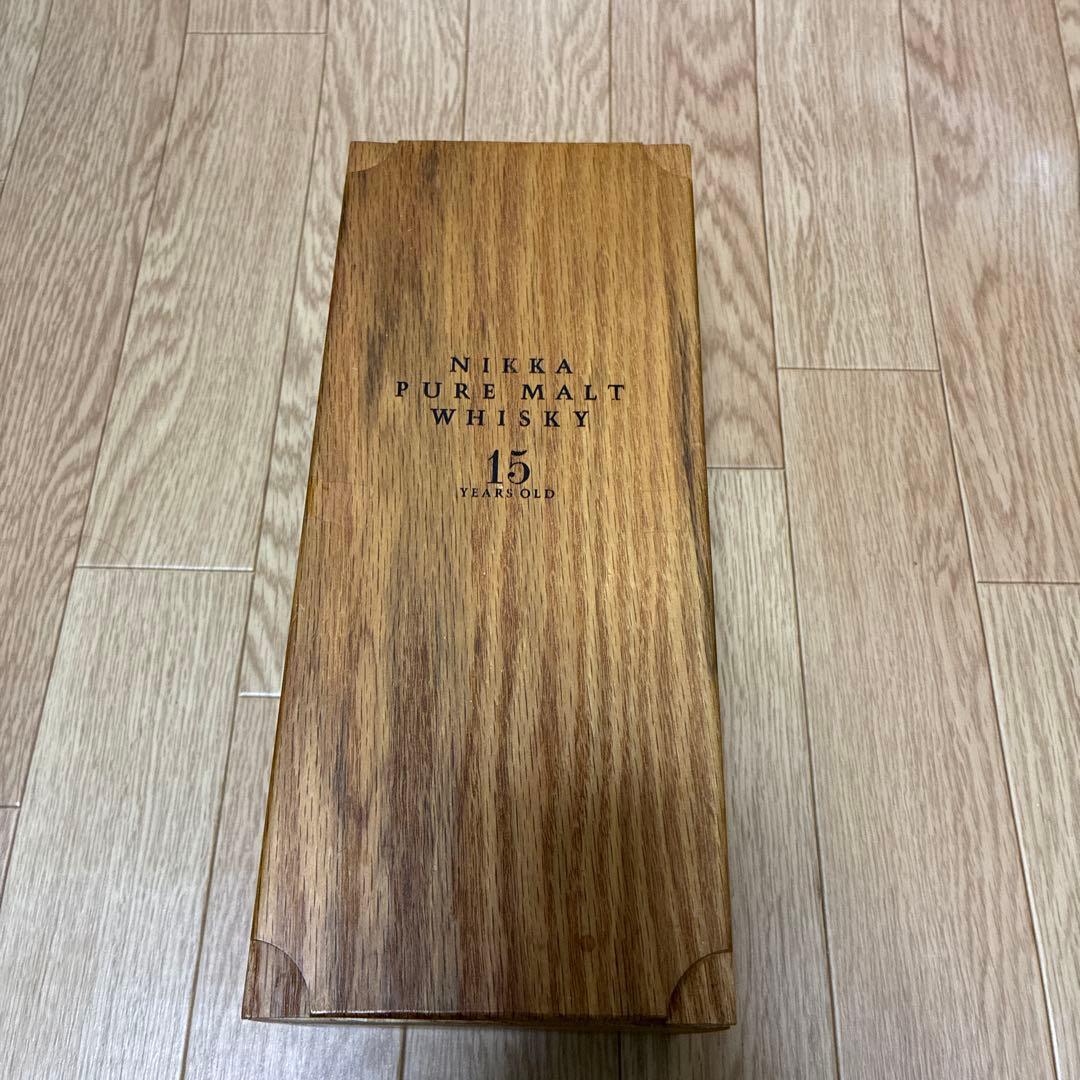 NIKKA
PURE MALT
WHISKY
15
YEARS OLD